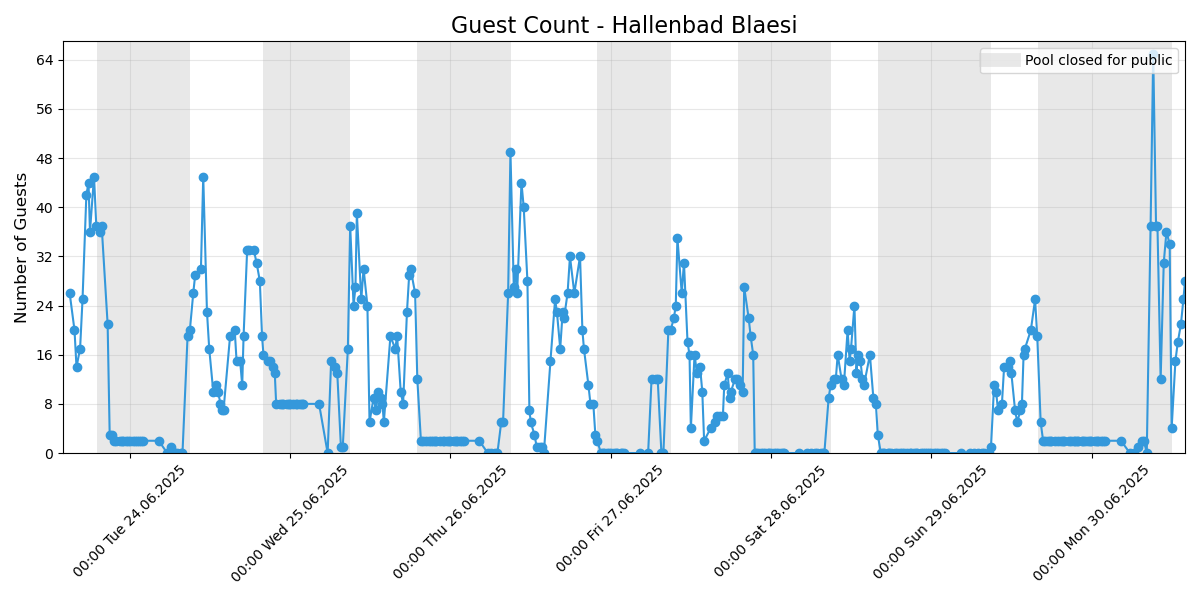 Guest Count - Hallenbad Blaesi
Pool closed for public
Number of Guests
64
56
48
40
32
24
16
8
0
00:00 Tue 24.06.2025
00:00 Wed 25.06.2025
00:00 Thu 26.06.2025
00:00 Fri 27.06.2025
00:00 Sat 28.06.2025
00:00 Sun 29.06.2025
00:00 Mon 30.06.2025